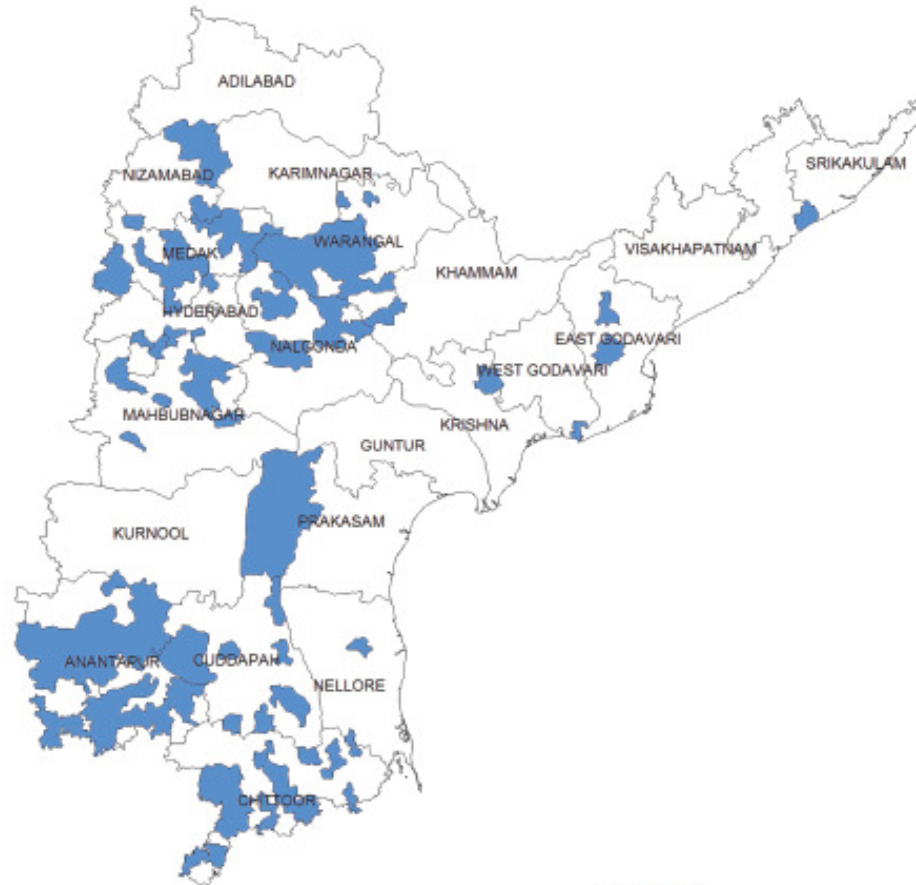 ADILABAD
SRIKAKULAM
NIZAMABAD
KARIMNAGAR
WARANGAL
VISAKHAPATNAM
MEDAK
KHAMMAM
HYDERABAD
EAST GODAVARI
NALGONDA
WEST GODAVARI
MAHBUBNAGAR
KRISHNA
GUNTUR
PRAKASAM
KURNOOL
ANANTAPUR
CUDDAPAH
NELLORE
CHITTOOR